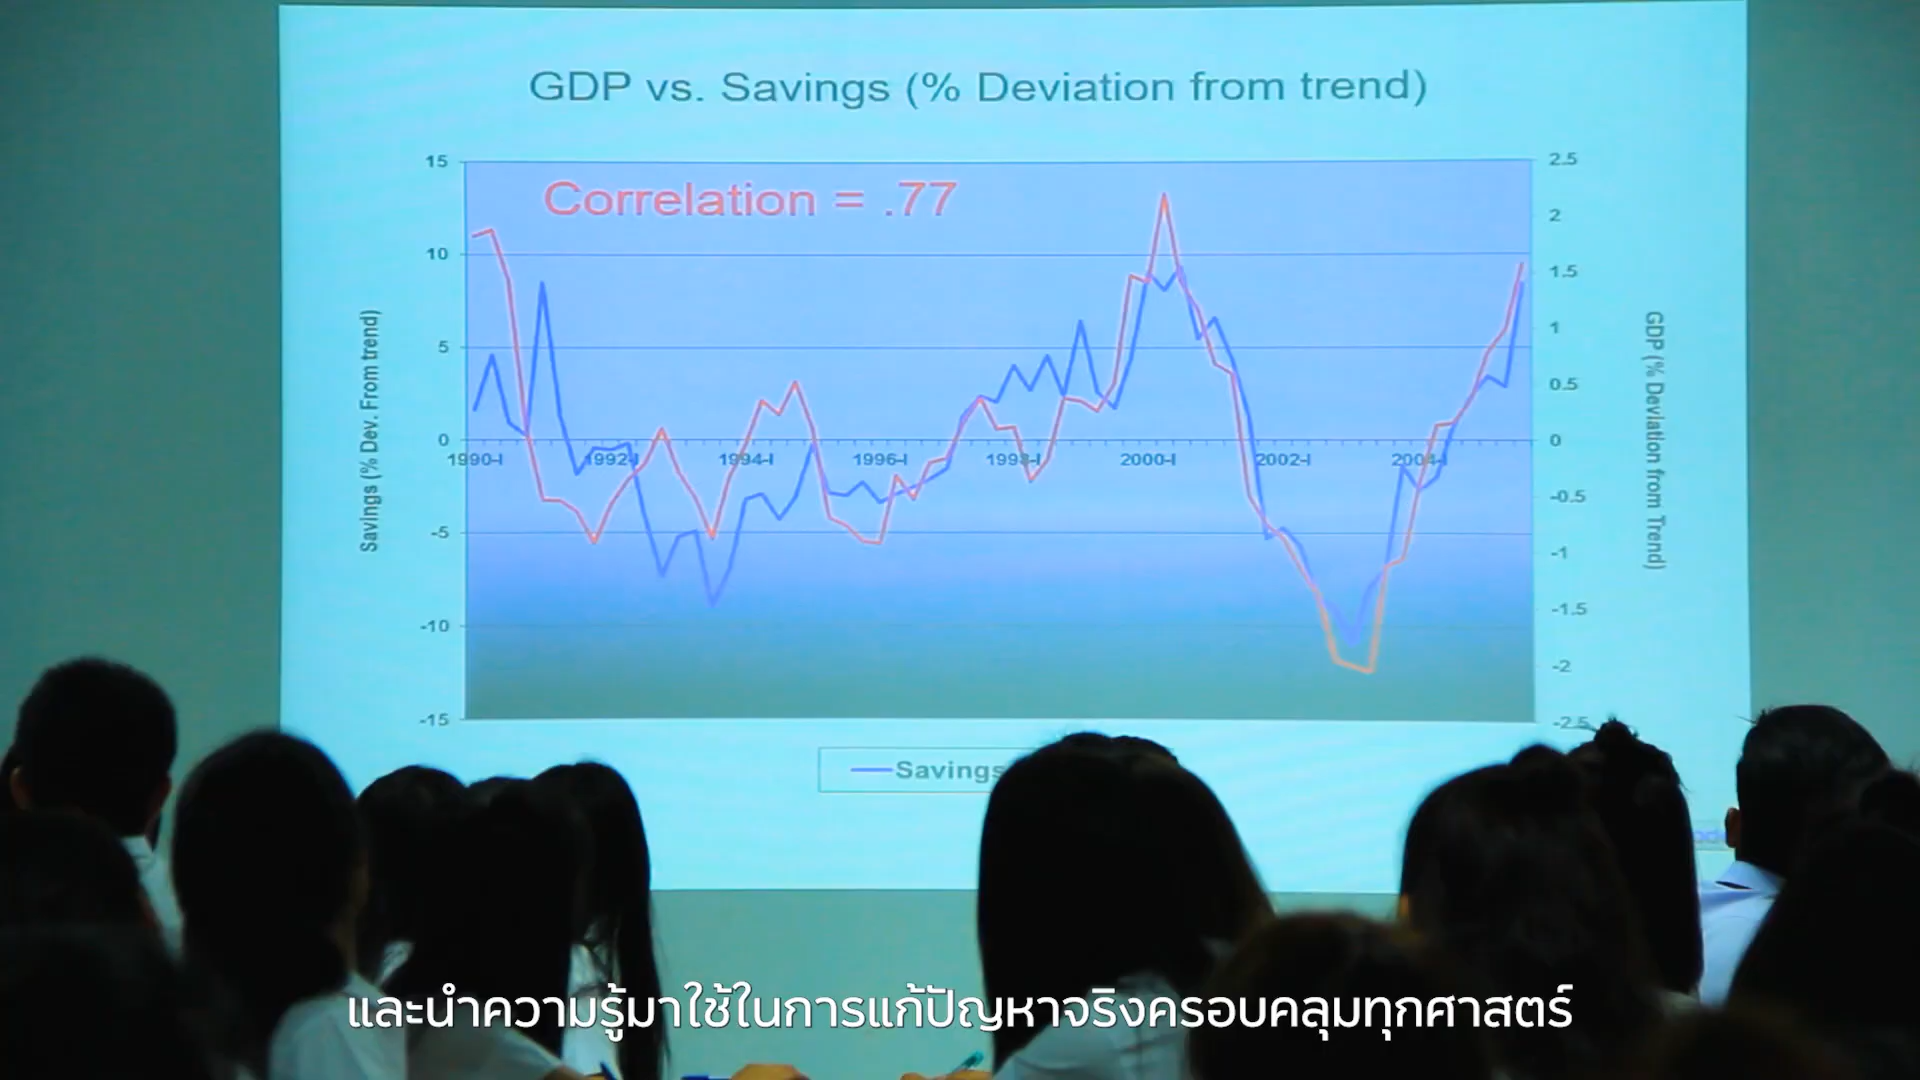 GDP vs. Savings (% Deviation from trend)
Correlation = .77
15
10
5
0
-5
-10
-15
Savings (% Dev. From trend)
1990-I
1992-I
1994-I
1996-I
1998-I
2000-I
2002-I
2004-I
2.5
2
1.5
1
0.5
0
-0.5
-1
-1.5
-2
-2.5
GDP (% Deviation from Trend)
Savings
และนำความรู้มาใช้ในการแก้ปัญหาจริงครอบคลุมทุกศาสตร์